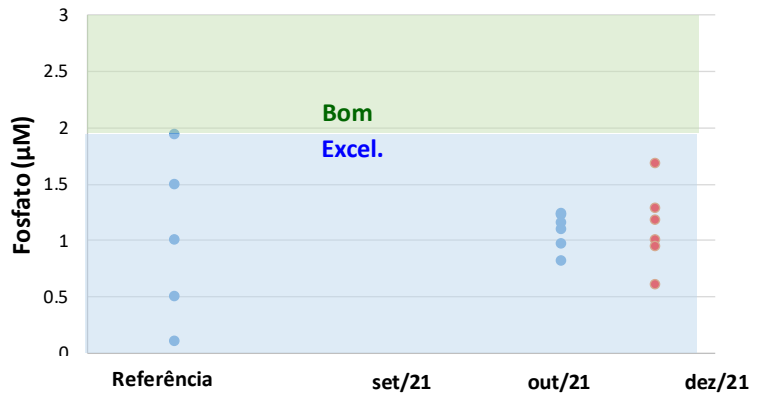 Fosfato (µM)
3
2.5
2
1.5
1
0.5
0
Bom
Excel.
Referência set/21 out/21 dez/21